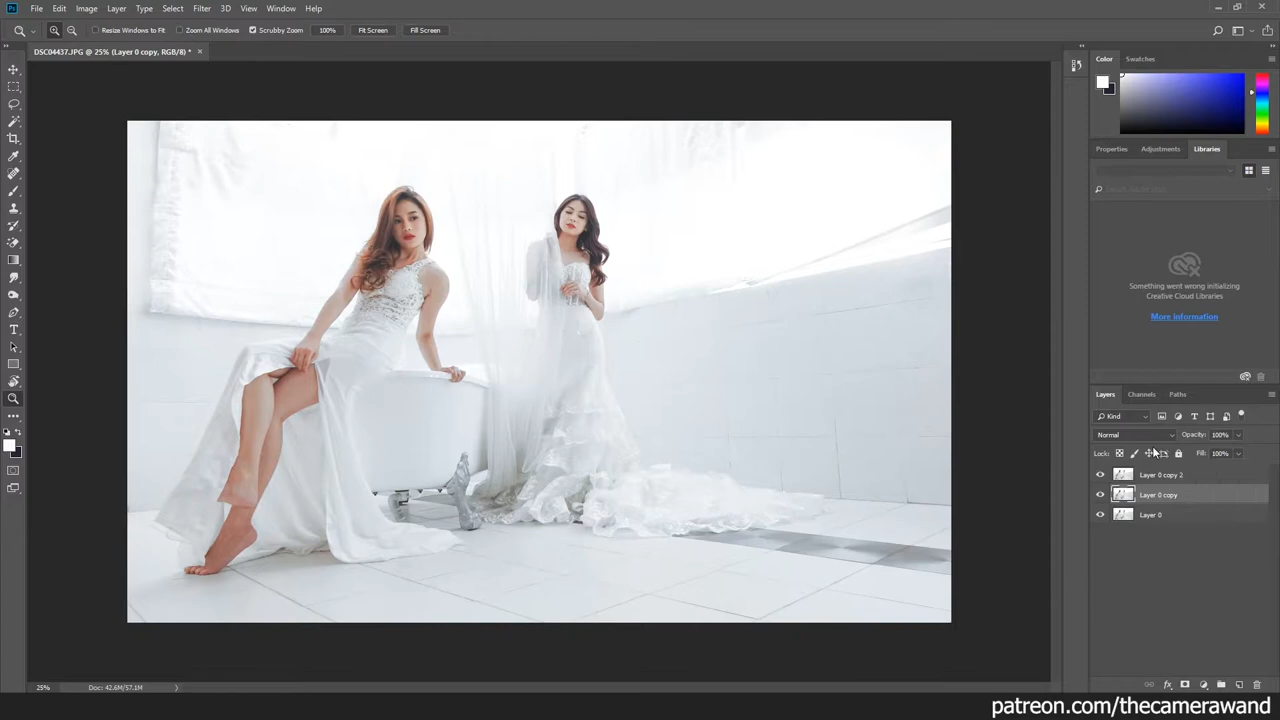 Ps File Edit Image Layer Type Select Filter 3D View Window Help
Resize Windows to Fit Zoom All Windows Scrubby Zoom 100% Fit Screen Fill Screen
DSC04437.JPG @ 25% (Layer 0 copy, RGB/8) * ×
Color Swatches
Properties Adjustments Libraries
Something went wrong initializing
Creative Cloud Libraries
More information
Layers Channels Paths
Kind
Normal Opacity: 100%
Lock: Fill: 100%
Layer 0 copy 2
Layer 0 copy
Layer 0
25% Doc: 42.6M/57.1M
patreon.com/thecamerawand